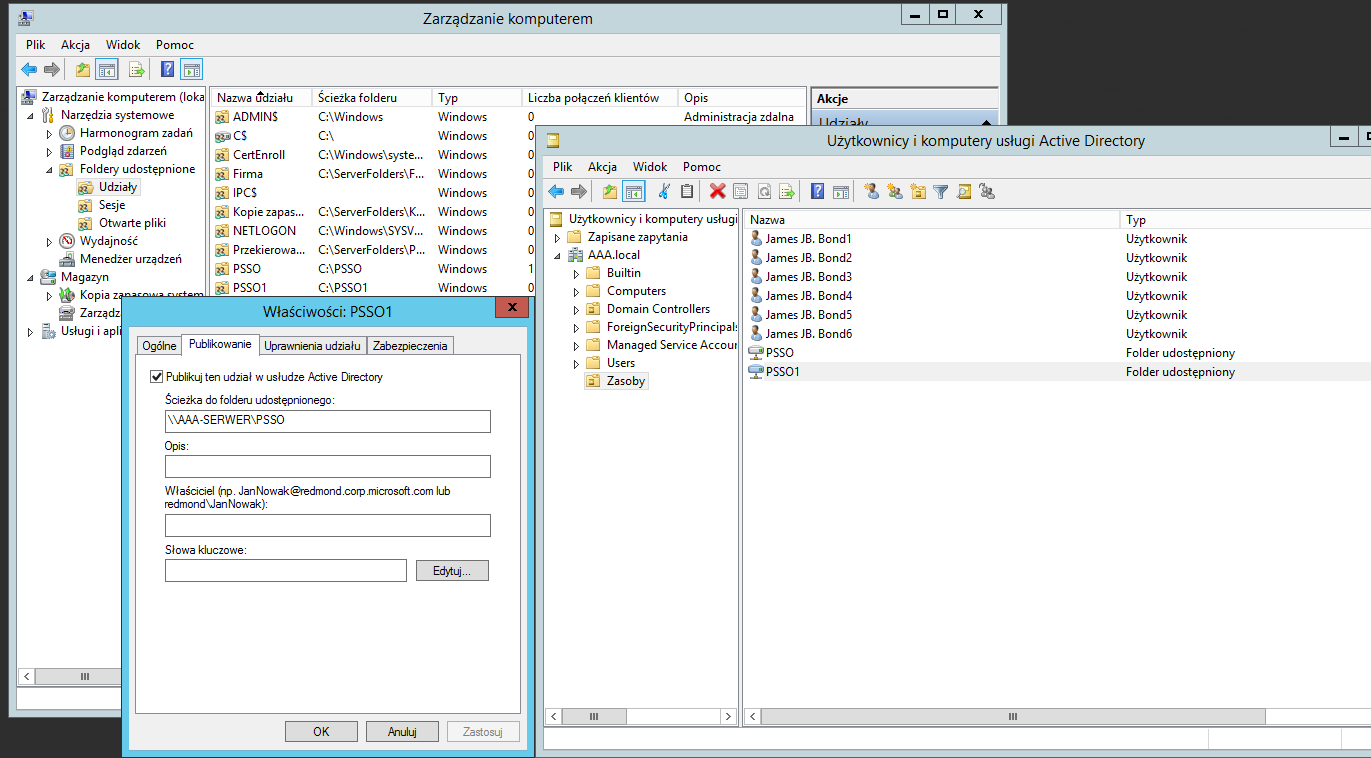 Zarządzanie komputerem
Plik Akcja Widok Pomoc
Zarządzanie komputerem (loka
Narzędzia systemowe
Harmonogram zadań
Podgląd zdarzeń
Foldery udostępnione
Udziały
Sesje
Otwarte pliki
Wydajność
Menedżer urządzeń
Magazyn
Kopia zapasowa system
Zarządz
Usługi i apli
Nazwa udziału Ścieżka folderu Typ Liczba połączeń klientów Opis
ADMIN$ C:\Windows Windows 0 Administracja zdalna
C$ C:\ Windows 0
CertEnroll C:\Windows\syste... Windows 0
Firma C:\ServerFolders\F... Windows 0
IPC$ Windows 0
Kopie zapas... C:\ServerFolders\K... Windows 0
NETLOGON C:\Windows\SYSV... Windows 0
Przekierowa... C:\ServerFolders\P... Windows 0
PSSO C:\PSSO Windows 1
PSSO1 C:\PSSO1 Windows 0
Akcje
Udziały
Użytkownicy i komputery usługi Active Directory
Plik Akcja Widok Pomoc
Użytkownicy i komputery usługi
Zapisane zapytania
AAA.local
Builtin
Computers
Domain Controllers
ForeignSecurityPrincipals
Managed Service Accour
Users
Zasoby
Nazwa Typ
James JB. Bond1 Użytkownik
James JB. Bond2 Użytkownik
James JB. Bond3 Użytkownik
James JB. Bond4 Użytkownik
James JB. Bond5 Użytkownik
James JB. Bond6 Użytkownik
PSSO Folder udostępniony
PSSO1 Folder udostępniony
Właściwości: PSSO1
Ogólne Publikowanie Uprawnienia udziału Zabezpieczenia
Publikuj ten udział w usłudze Active Directory
Ścieżka do folderu udostępnionego:
\\AAA-SERWER\PSSO
Opis:
Właściciel (np. JanNowak@redmond.corp.microsoft.com lub
redmond\JanNowak):
Słowa kluczowe:
Edytuj...
OK Anuluj Zastosuj